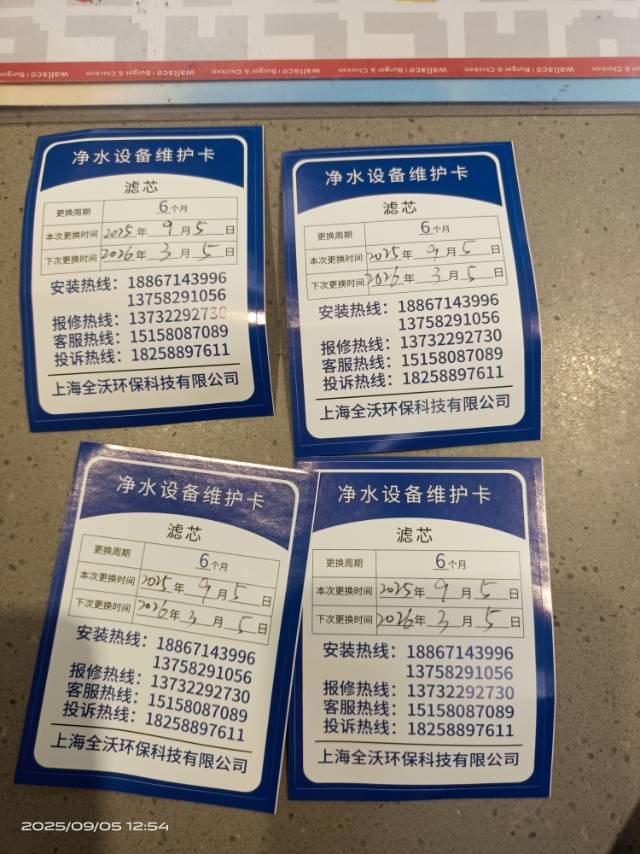 wallace | Burger & Chicken wallace | Burger & Chicken wallace | Burger & Chicken wallace | Burger & Chicken
净水设备维护卡
滤芯
更换周期 6个月
本次更换时间 2025年 9月 5日
下次更换时间 2026年 3月 5日
安装热线：18867143996
13758291056
报修热线：13732292730
客服热线：15158087089
投诉热线：18258897611
上海全沃环保科技有限公司
净水设备维护卡
滤芯
更换周期 6个月
本次更换时间 2025年 9月 5日
下次更换时间 2026年 3月 5日
安装热线：18867143996
13758291056
报修热线：13732292730
客服热线：15158087089
投诉热线：18258897611
上海全沃环保科技有限公司
净水设备维护卡
滤芯
更换周期 6个月
本次更换时间 2025年 9月 5日
下次更换时间 2026年 3月 5日
安装热线：18867143996
13758291056
报修热线：13732292730
客服热线：15158087089
投诉热线：18258897611
上海全沃环保科技有限公司
净水设备维护卡
滤芯
更换周期 6个月
本次更换时间 2025年 9月 5日
下次更换时间 2026年 3月 5日
安装热线：18867143996
13758291056
报修热线：13732292730
客服热线：15158087089
投诉热线：18258897611
上海全沃环保科技有限公司
2025/09/05 12:54